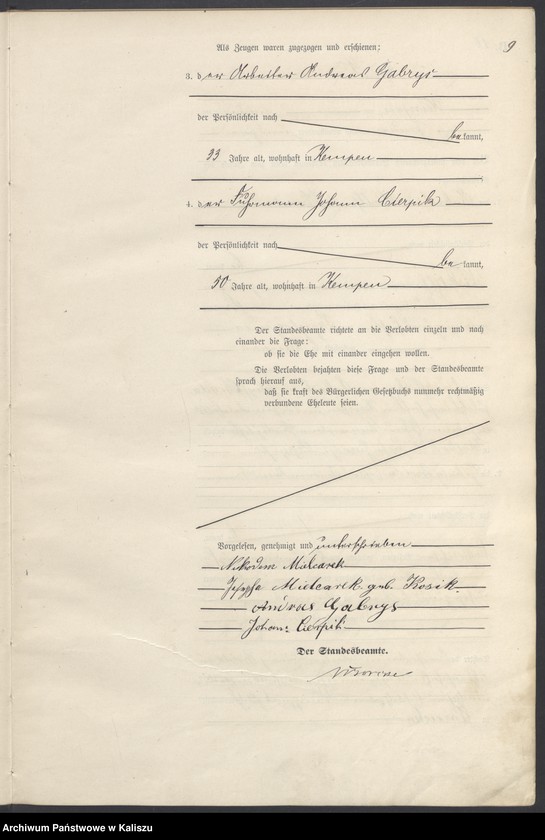 9
Als Zeugen waren zugezogen und erschienen:
3. der Arbeiter Andreas Gabrys
der Persönlichkeit nach
bekannt,
33 Jahre alt, wohnhaft in Kempen
4. der Fuhrmann Johann Cierpik
der Persönlichkeit nach
bekannt,
50 Jahre alt, wohnhaft in Kempen
Der Standesbeamte richtete an die Verlobten einzeln und nach
einander die Frage:
ob sie die Ehe mit einander eingehen wollen.
Die Verlobten bejahten diese Frage und der Standesbeamte
sprach hierauf aus,
daß sie kraft des Bürgerlichen Gesetzbuchs nunmehr rechtmäßig
verbundene Eheleute seien.
Vorgelesen, genehmigt und unterschrieben
Nikodem Mielcarek
Josepha Mielcarek geb. Kosik.
Andreas Gabrys
Johann Cierpik
Der Standesbeamte.
Archiwum Państwowe w Kaliszu